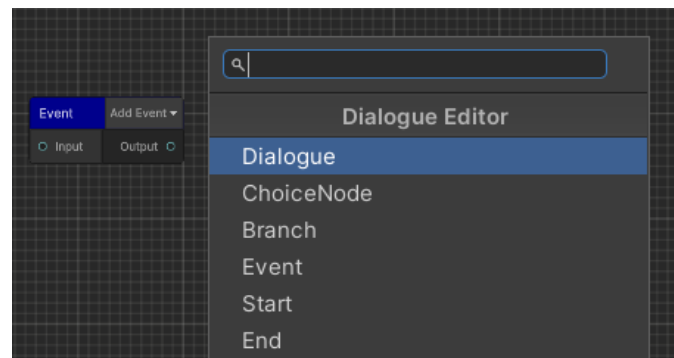 Event Add Event
Input Output
Dialogue Editor
Dialogue
ChoiceNode
Branch
Event
Start
End